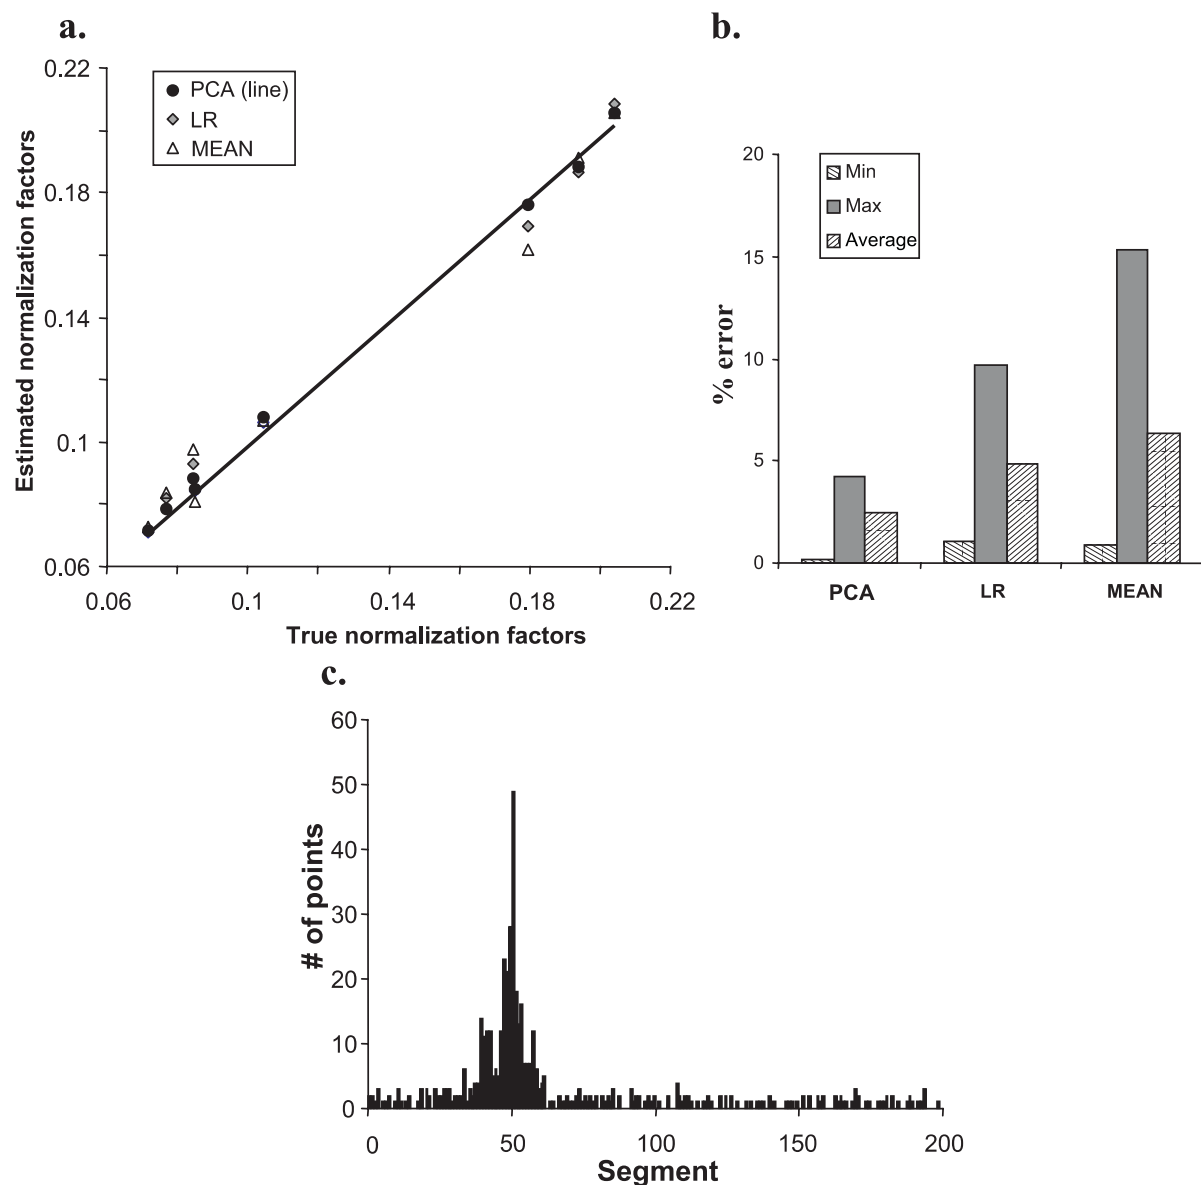 a.
Estimated normalization factors
0.22
0.18
0.14
0.1
0.06
PCA (line)
LR
MEAN
0.06 0.1 0.14 0.18 0.22
True normalization factors
b.
% error
20
15
10
5
0
Min
Max
Average
PCA LR MEAN
c.
# of points
60
50
40
30
20
10
0
0 50 100 150 200
Segment